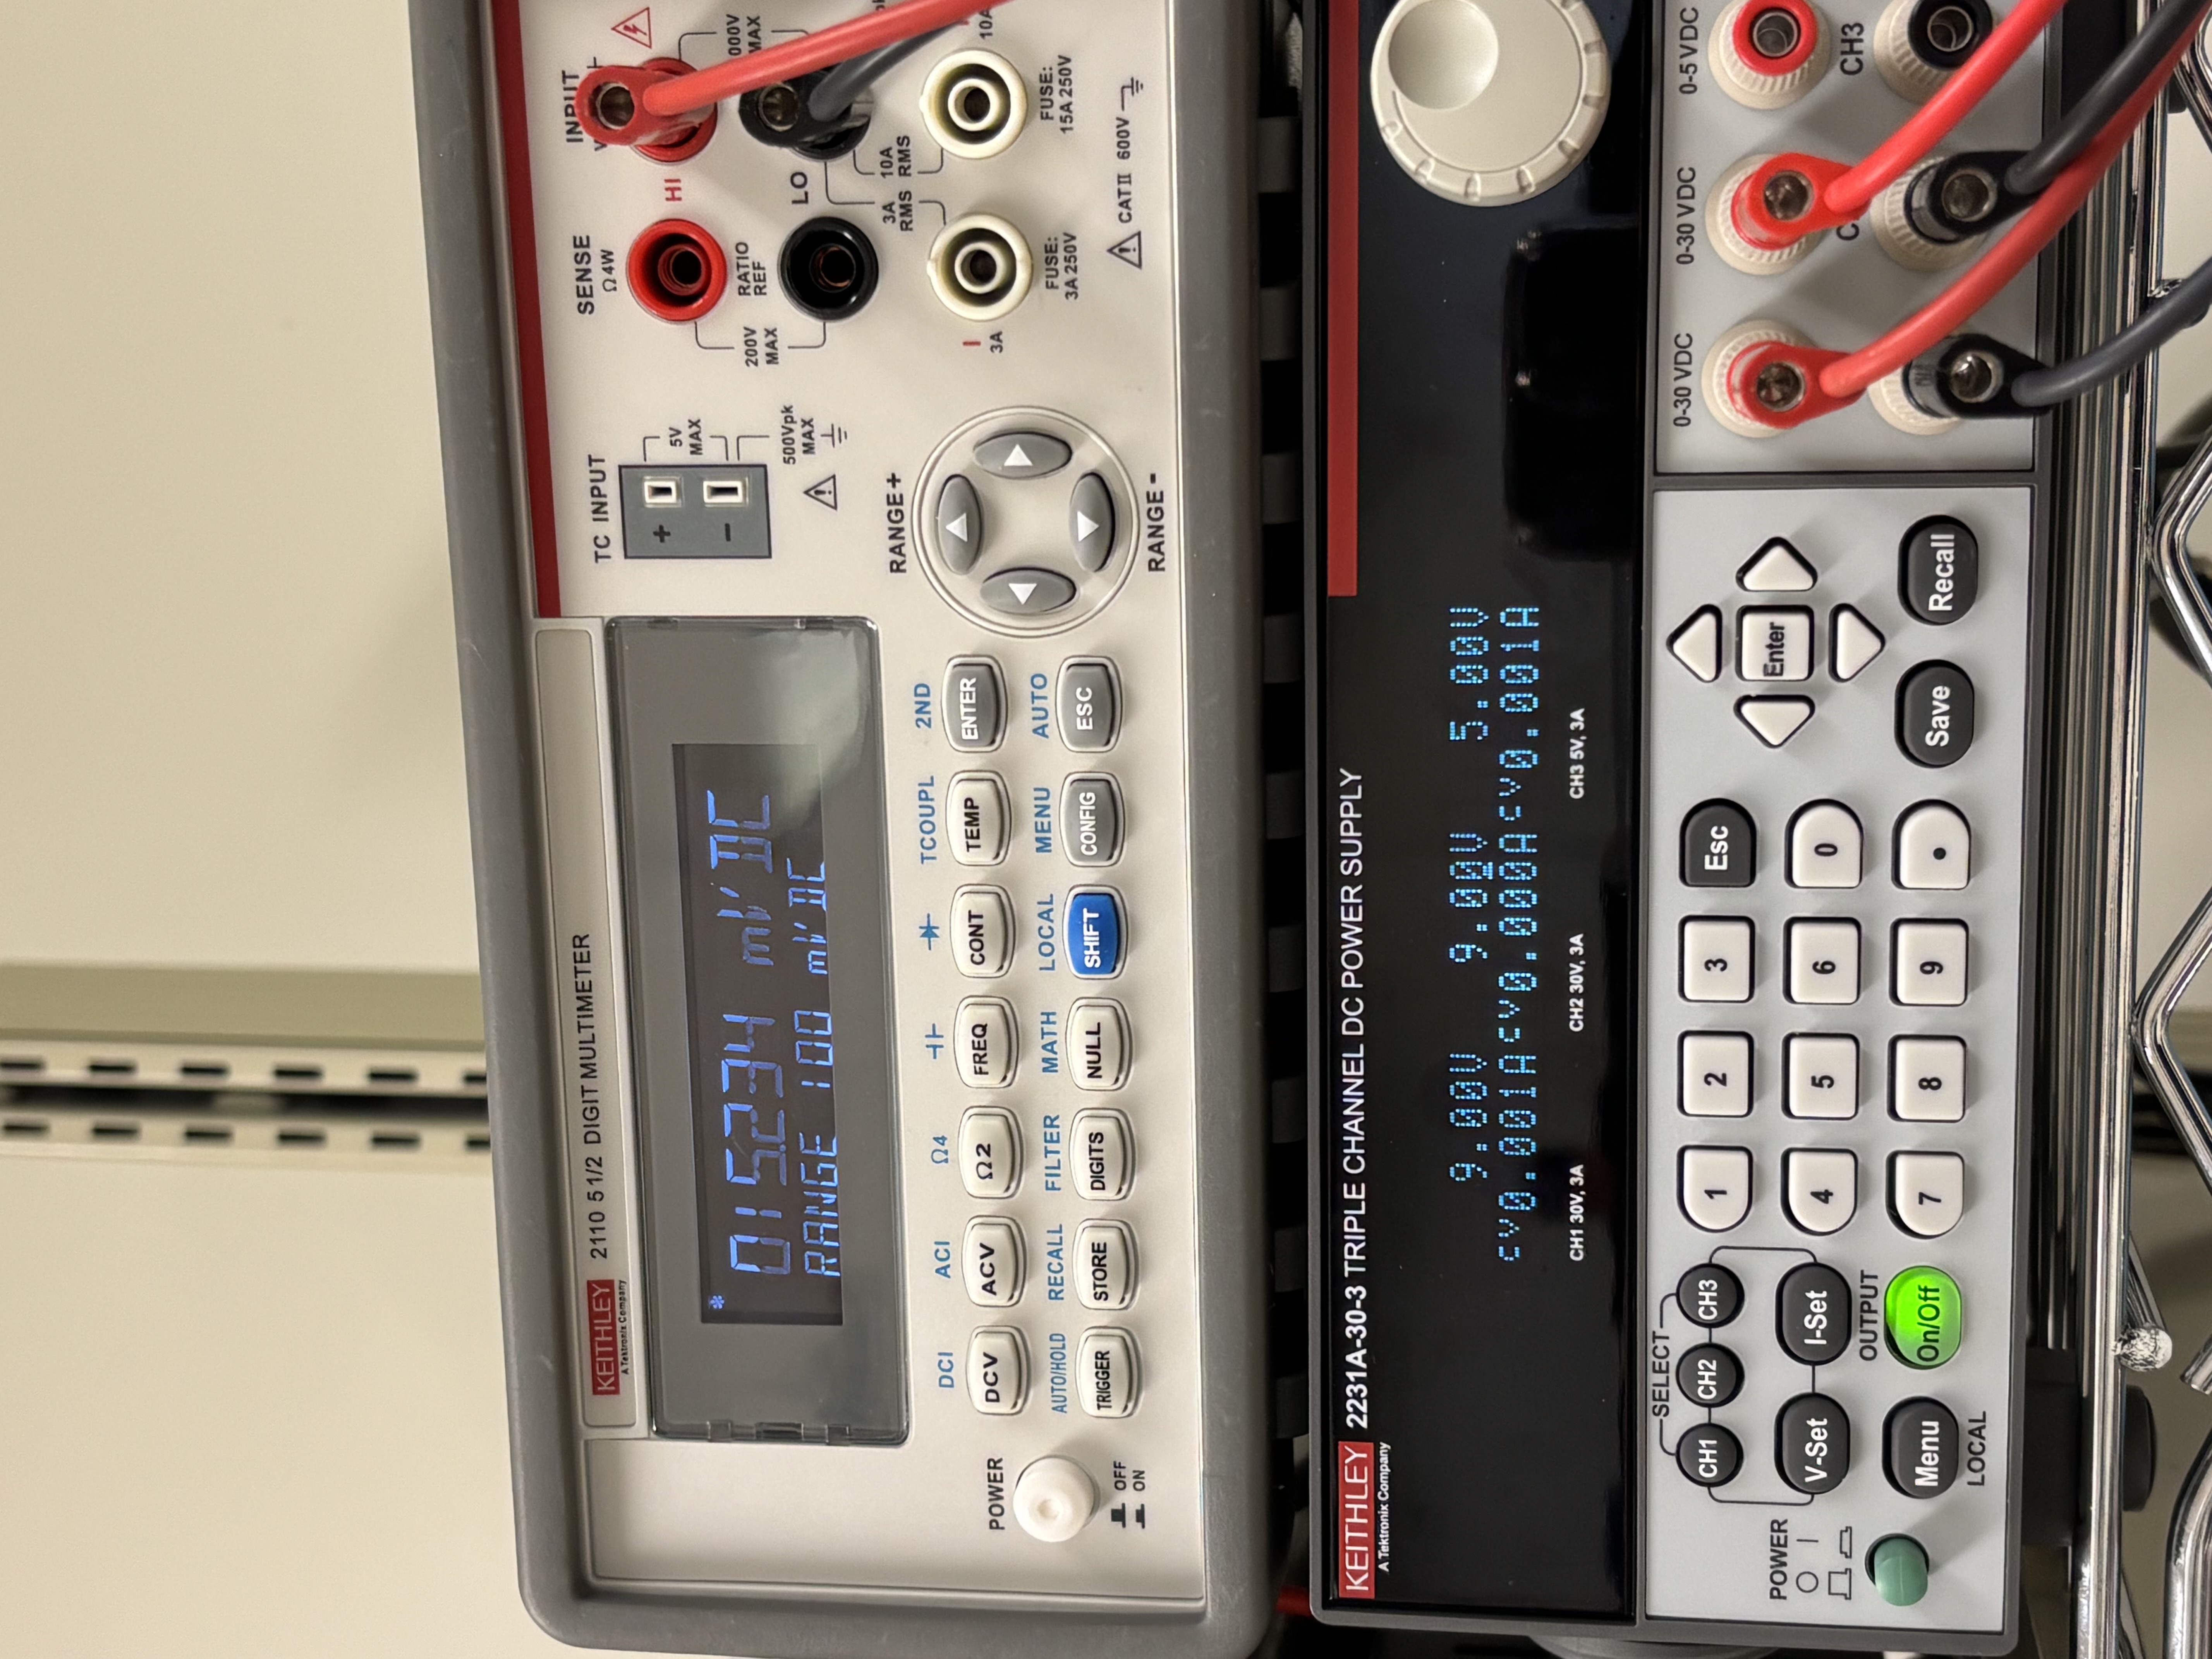 KEITHLEY 2110 5 1/2 DIGIT MULTIMETER
A Tektronix Company
* 015.234 mV DC
RANGE 100 mV DC
TC INPUT
+
5V MAX
-
500Vpk MAX
SENSE
Ω 4W
INPUT
HI
200V MAX
RATIO REF
000V MAX
LO
3A RMS
10A RMS
I
3A
10A
FUSE:
3A 250V
FUSE:
15A 250V
CAT II 600V
RANGE +
RANGE -
POWER
OFF
ON
DCI ACI Ω4 TCOUPL 2ND
DCV ACV Ω2 FREQ CONT TEMP ENTER
AUTO/HOLD RECALL FILTER MATH LOCAL MENU AUTO
TRIGGER STORE DIGITS NULL SHIFT CONFIG ESC
KEITHLEY 2231A-30-3 TRIPLE CHANNEL DC POWER SUPPLY
A Tektronix Company
9.00V 9.00V 5.00V
CV0.001A CV0.000A CV0.001A
CH1 30V, 3A CH2 30V, 3A CH3 5V, 3A
SELECT
CH1 CH2 CH3
1 2 3 Esc
POWER
V-Set I-Set
4 5 6 0
Enter
OUTPUT
Menu On/Off
7 8 9 .
Save Recall
LOCAL
0-30 VDC 0-30 VDC 0-5 VDC
CH3